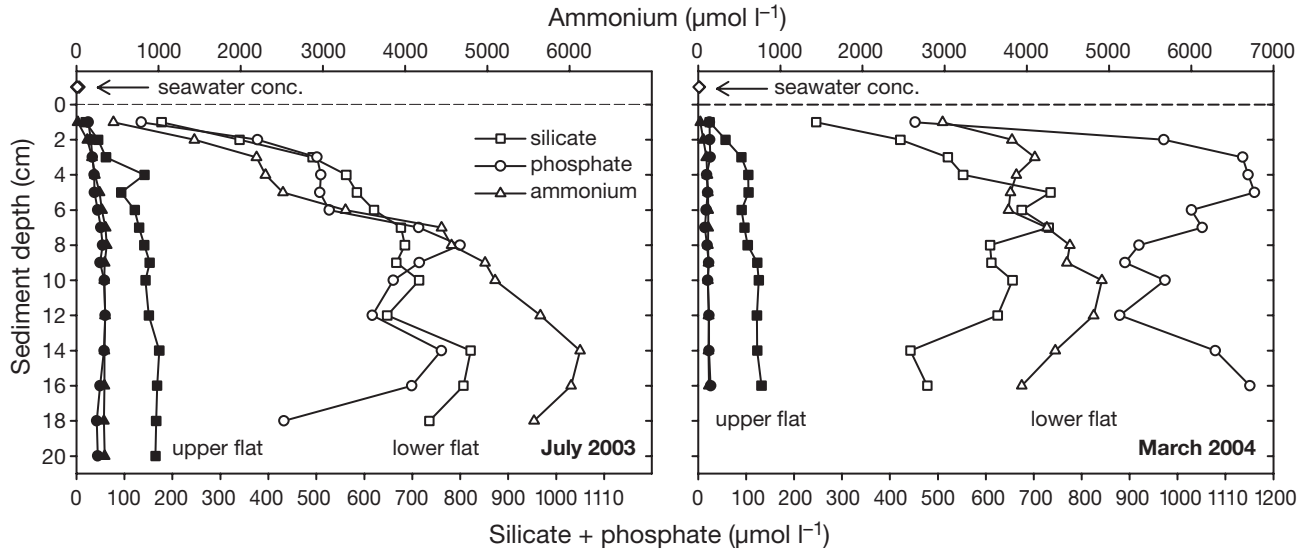 Ammonium (µmol l–1)
0 1000 2000 3000 4000 5000 6000
0 1000 2000 3000 4000 5000 6000 7000
seawater conc.
seawater conc.
Sediment depth (cm)
0
2
4
6
8
10
12
14
16
18
20
silicate
phosphate
ammonium
upper flat
lower flat
July 2003
upper flat
lower flat
March 2004
0 100 200 300 400 500 600 700 800 900 1000 1110
0 100 200 300 400 500 600 700 800 900 1000 1100 1200
Silicate + phosphate (µmol l–1)